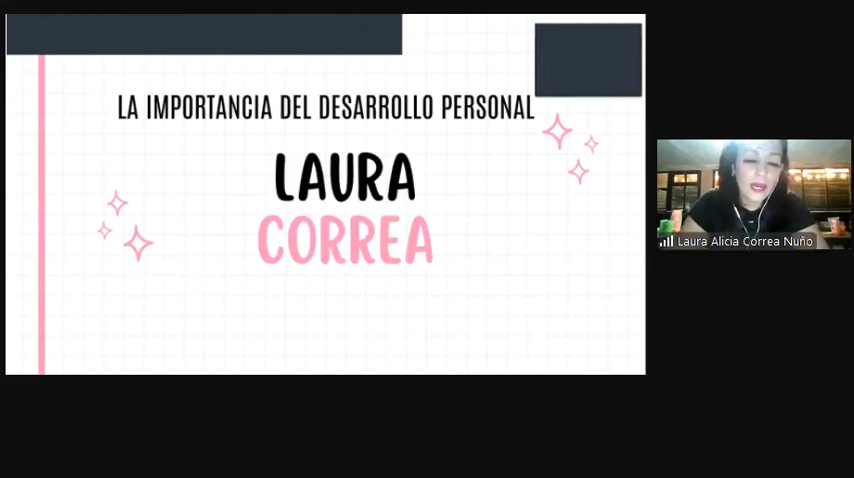 LA IMPORTANCIA DEL DESARROLLO PERSONAL
LAURA
CORREA
Laura Alicia Correa Nuño